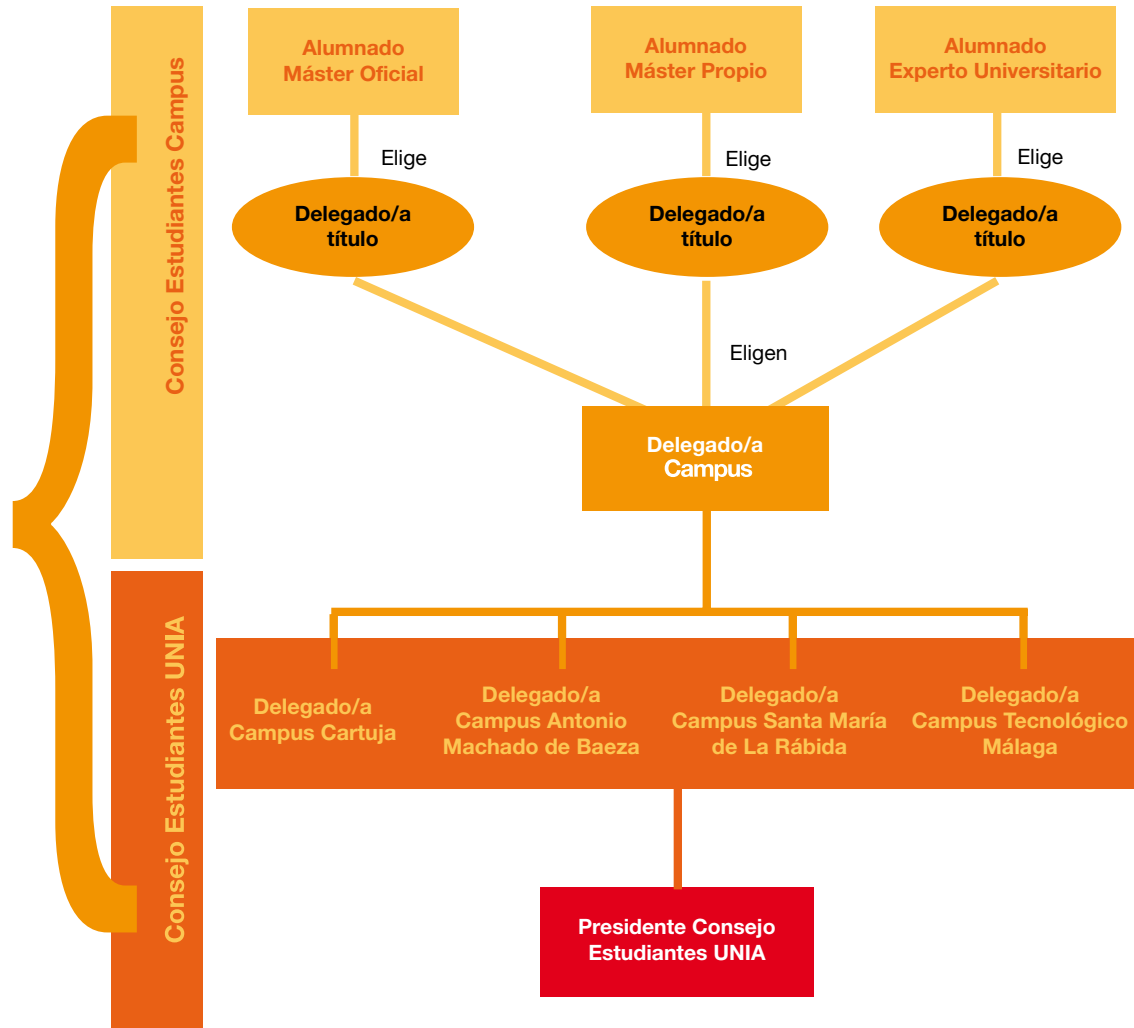 Consejo Estudiantes Campus
Alumnado
Máster Oficial
Alumnado
Máster Propio
Alumnado
Experto Universitario
Elige
Elige
Elige
Delegado/a
título
Delegado/a
título
Delegado/a
título
Eligen
Delegado/a
Campus
Consejo Estudiantes UNIA
Delegado/a
Campus Cartuja
Delegado/a
Campus Antonio
Machado de Baeza
Delegado/a
Campus Santa María
de La Rábida
Delegado/a
Campus Tecnológico
Málaga
Presidente Consejo
Estudiantes UNIA